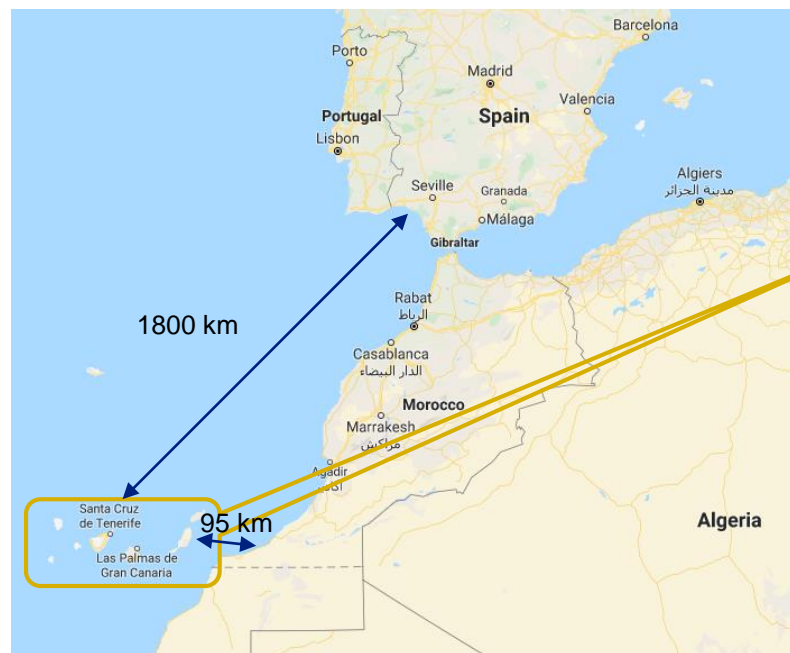 Barcelona
Porto
Madrid
Valencia
Spain
Portugal
Lisbon
Algiers
مدينة الجزائر
Seville
Granada
Málaga
Gibraltar
Rabat
الرباط
1800 km
Casablanca
الدار البيضاء
Morocco
Marrakesh
مراكش
Agadir
أكادير
Santa Cruz
de Tenerife
95 km
Algeria
Las Palmas de
Gran Canaria